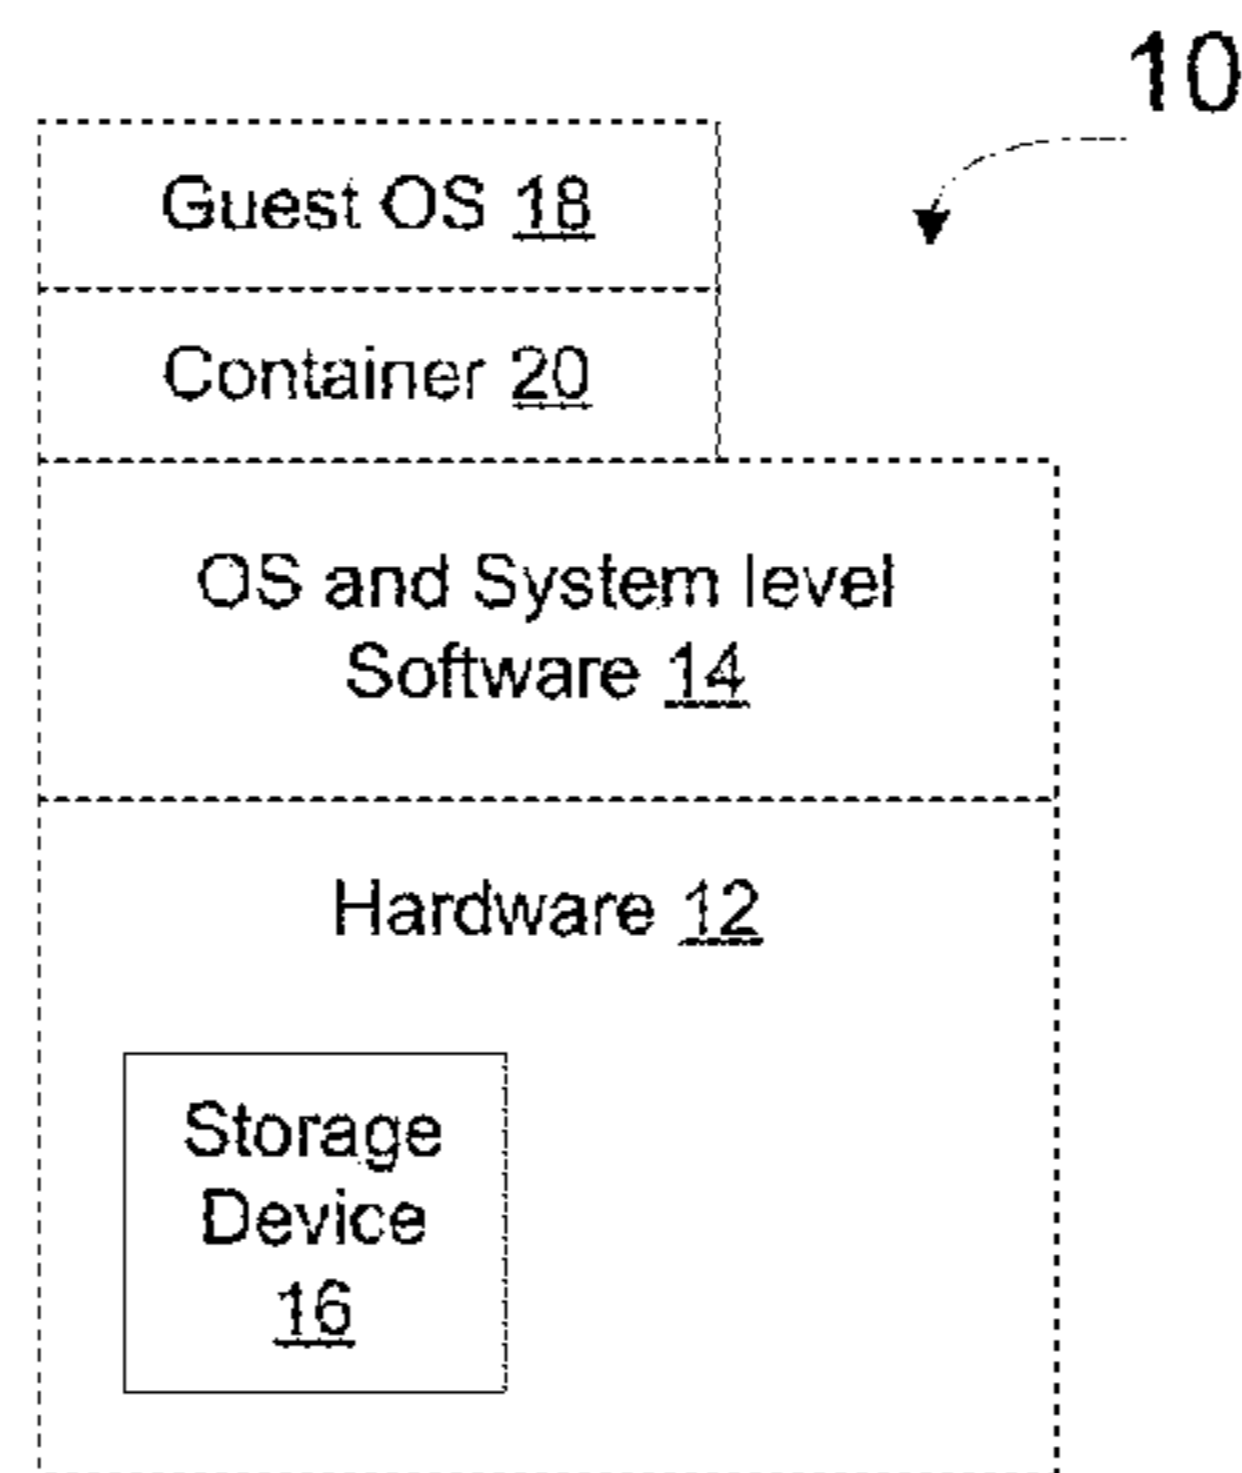 10
Guest OS 18
Container 20
OS and System level
Software 14
Hardware 12
Storage
Device
16